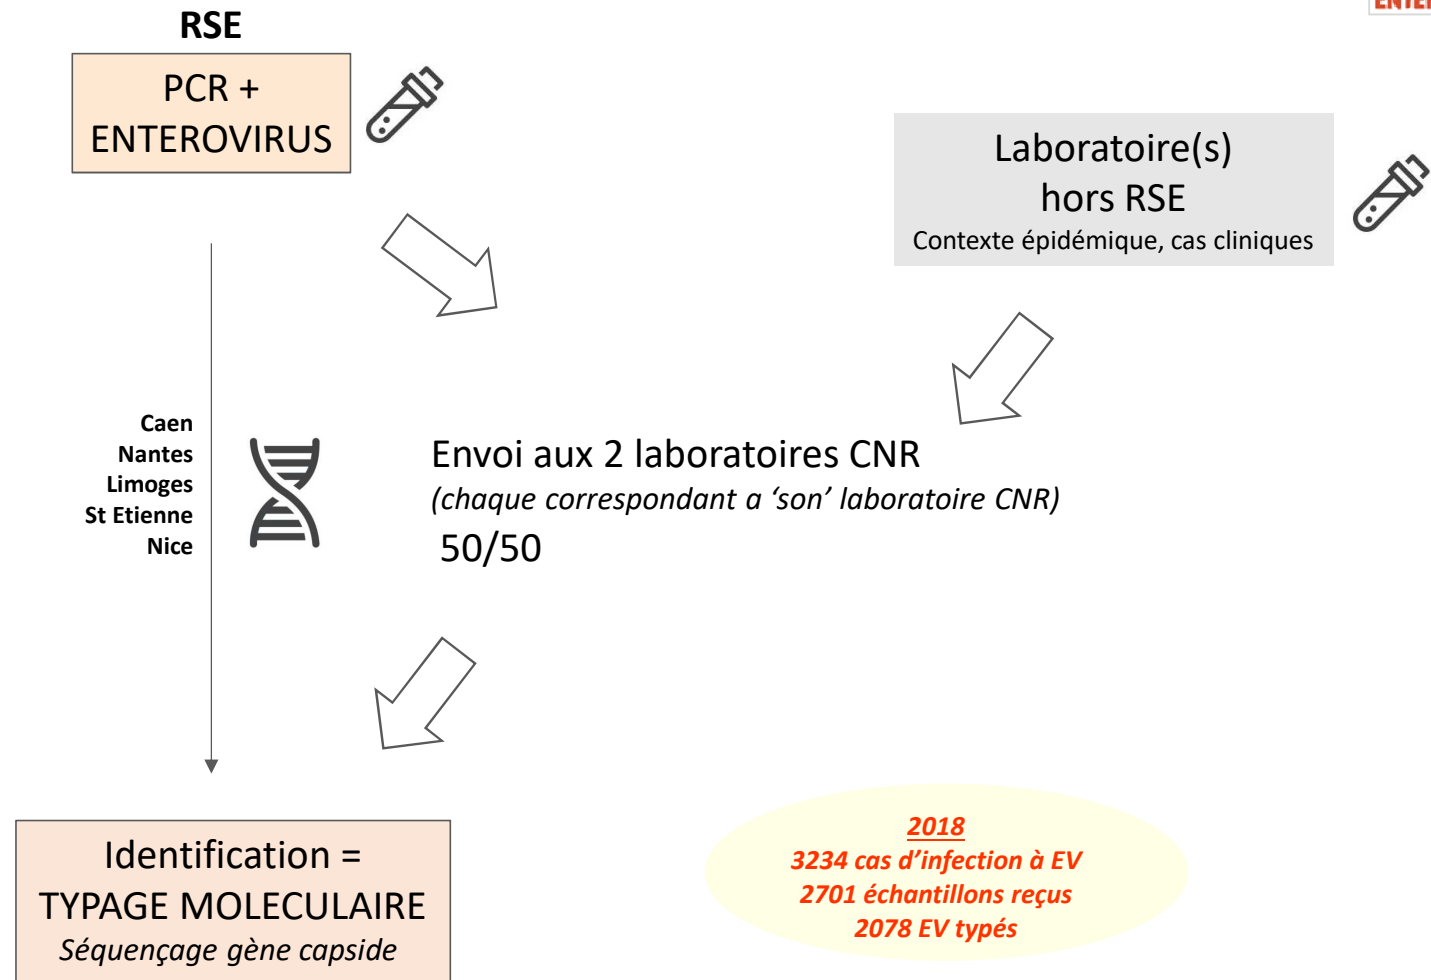 RSE
PCR +
ENTEROVIRUS
Laboratoire(s)
hors RSE
Contexte épidémique, cas cliniques
Caen
Nantes
Limoges
St Etienne
Nice
Envoi aux 2 laboratoires CNR
(chaque correspondant a ‘son’ laboratoire CNR)
50/50
Identification =
TYPAGE MOLECULAIRE
Séquençage gène capside
2018
3234 cas d’infection à EV
2701 échantillons reçus
2078 EV typés